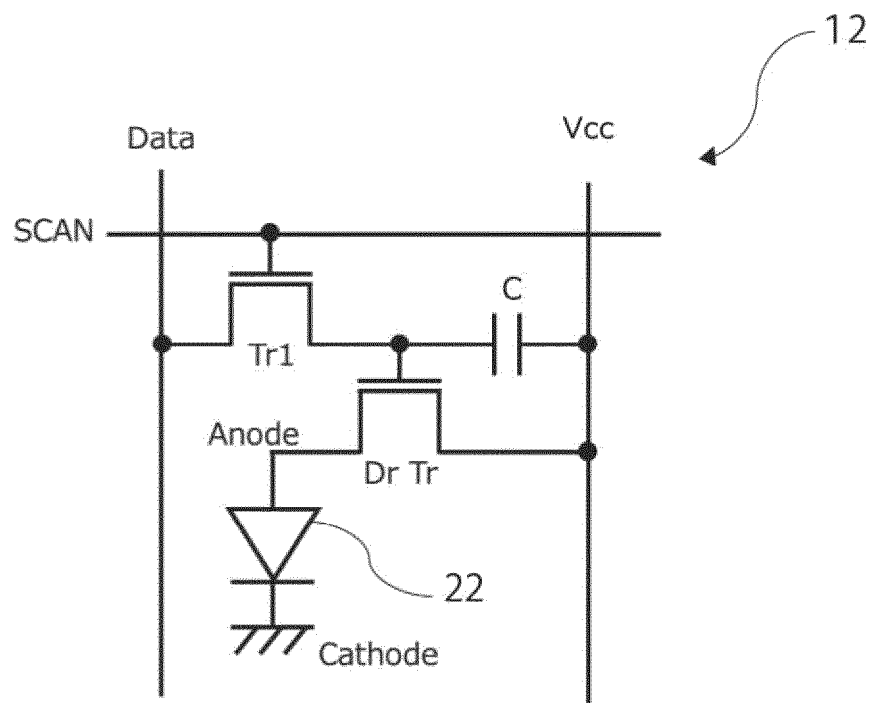 12
Data
Vcc
SCAN
C
Tr1
Anode
Dr Tr
22
Cathode